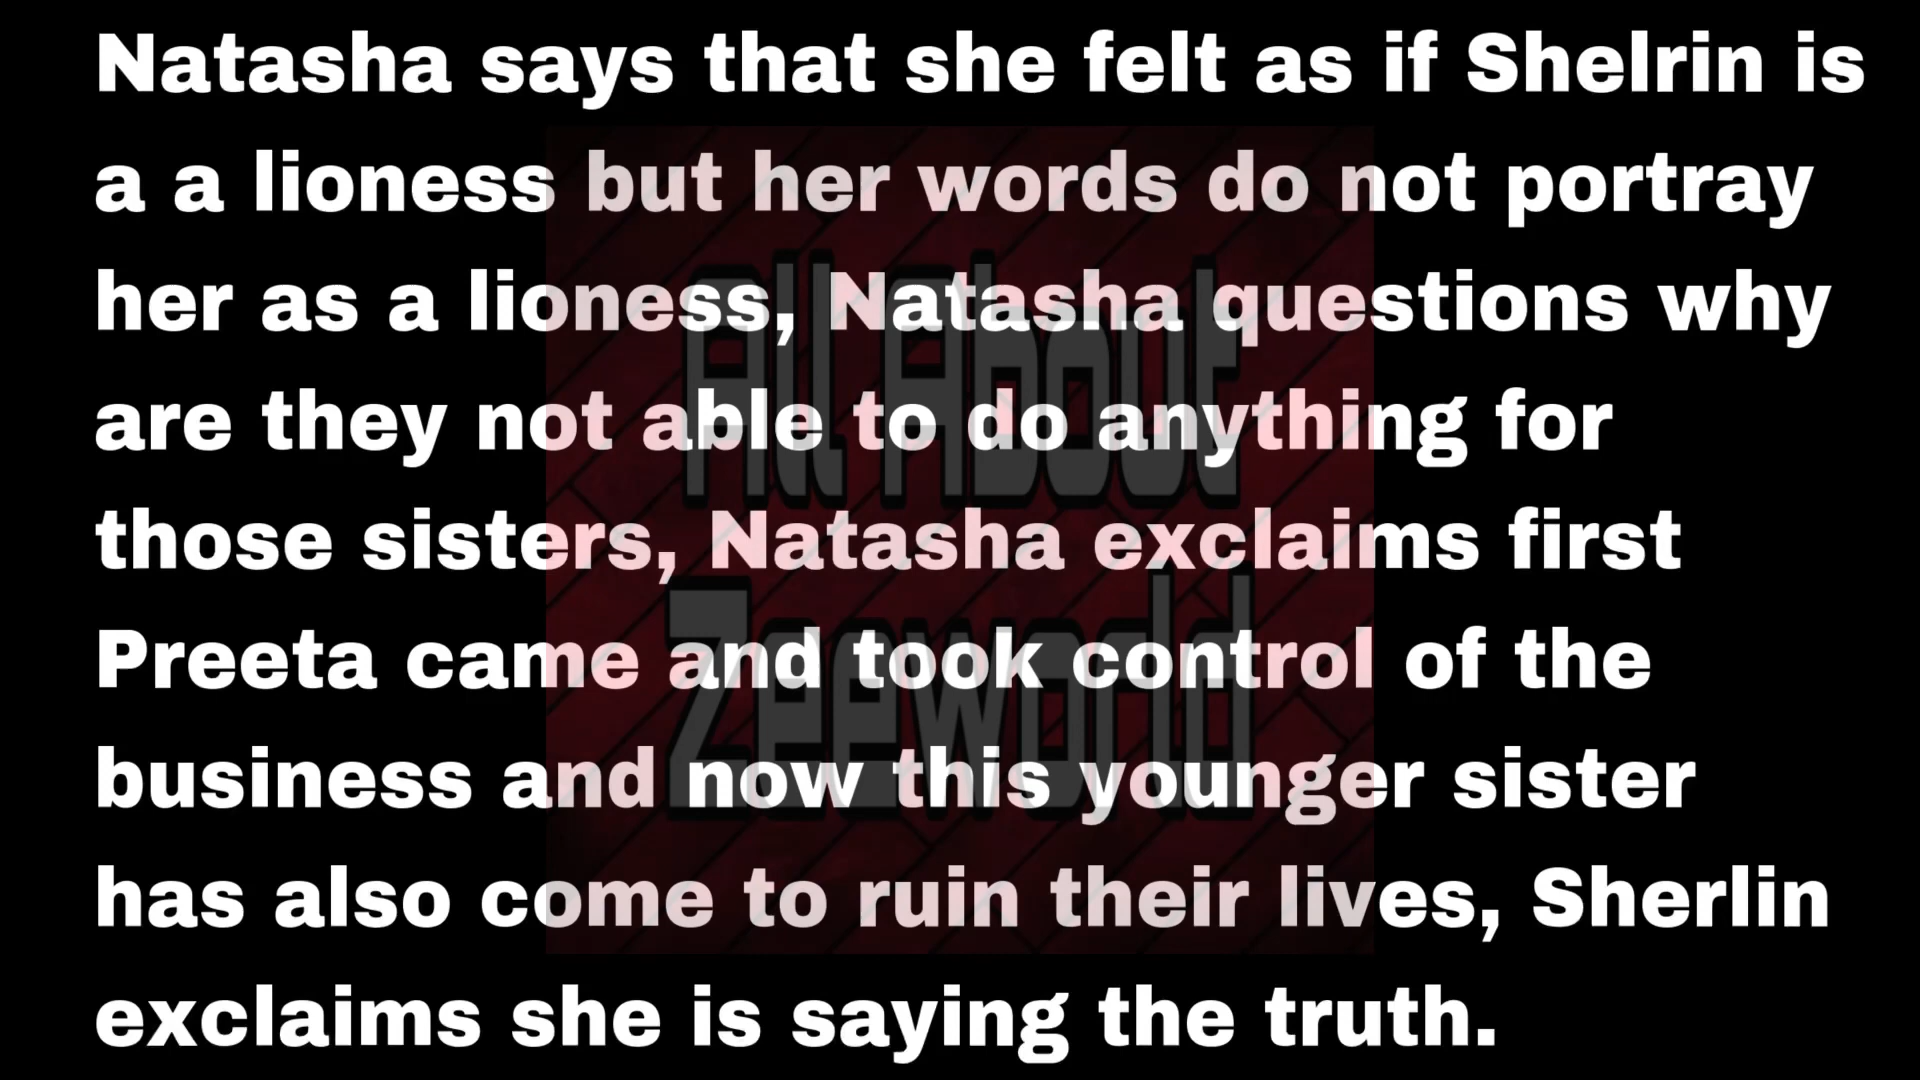 Natasha says that she felt as if Shelrin is
a a lioness but her words do not portray
her as a lioness, Natasha questions why
are they not able to do anything for
those sisters, Natasha exclaims first
Preeta came and took control of the
business and now this younger sister
has also come to ruin their lives, Sherlin
exclaims she is saying the truth.
All About
Zeeworld